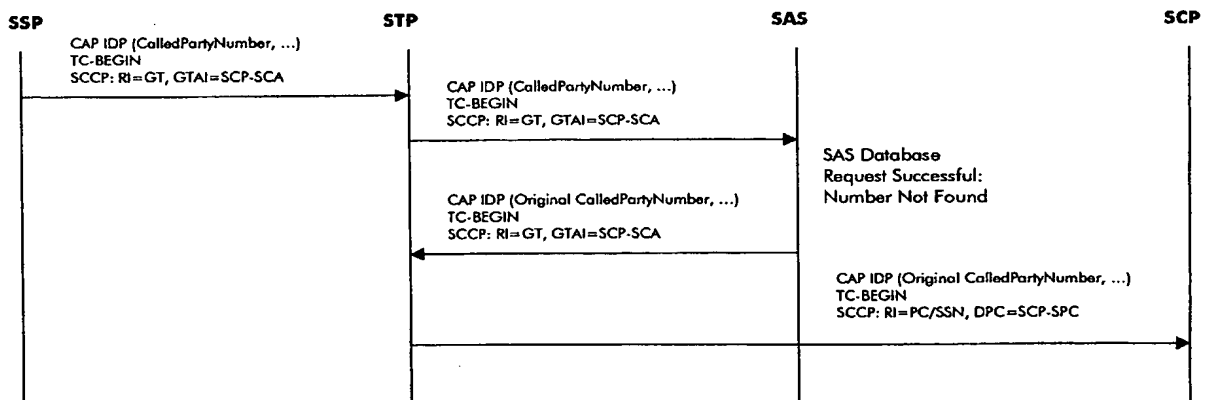 SSP
STP
SAS
SCP
CAP IDP (CalledPartyNumber, ...)
TC-BEGIN
SCCP: RI=GT, GTAI=SCP-SCA
CAP IDP (CalledPartyNumber, ...)
TC-BEGIN
SCCP: RI=GT, GTAI=SCP-SCA
SAS Database
Request Successful:
Number Not Found
CAP IDP (Original CalledPartyNumber, ...)
TC-BEGIN
SCCP: RI=GT, GTAI=SCP-SCA
CAP IDP (Original CalledPartyNumber, ...)
TC-BEGIN
SCCP: RI=PC/SSN, DPC=SCP-SPC